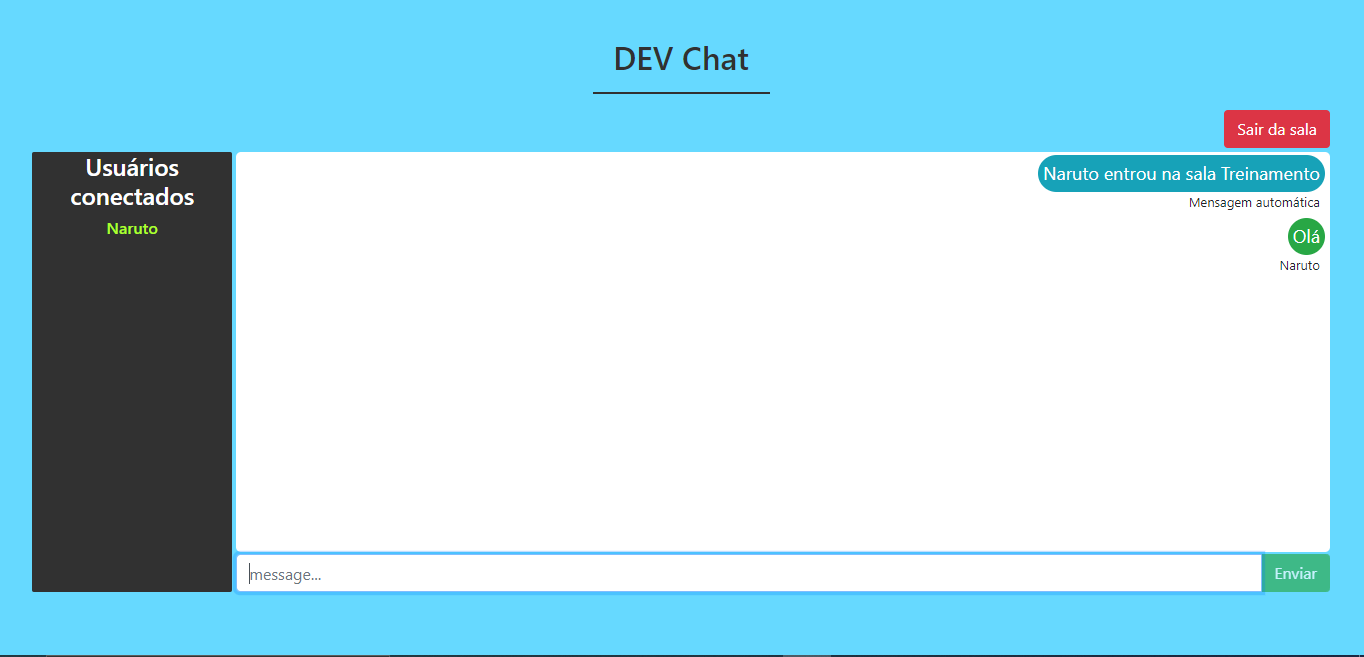 DEV Chat
Sair da sala
Usuários
conectados
Naruto
Naruto entrou na sala Treinamento
Mensagem automática
Olá
Naruto
message...
Enviar